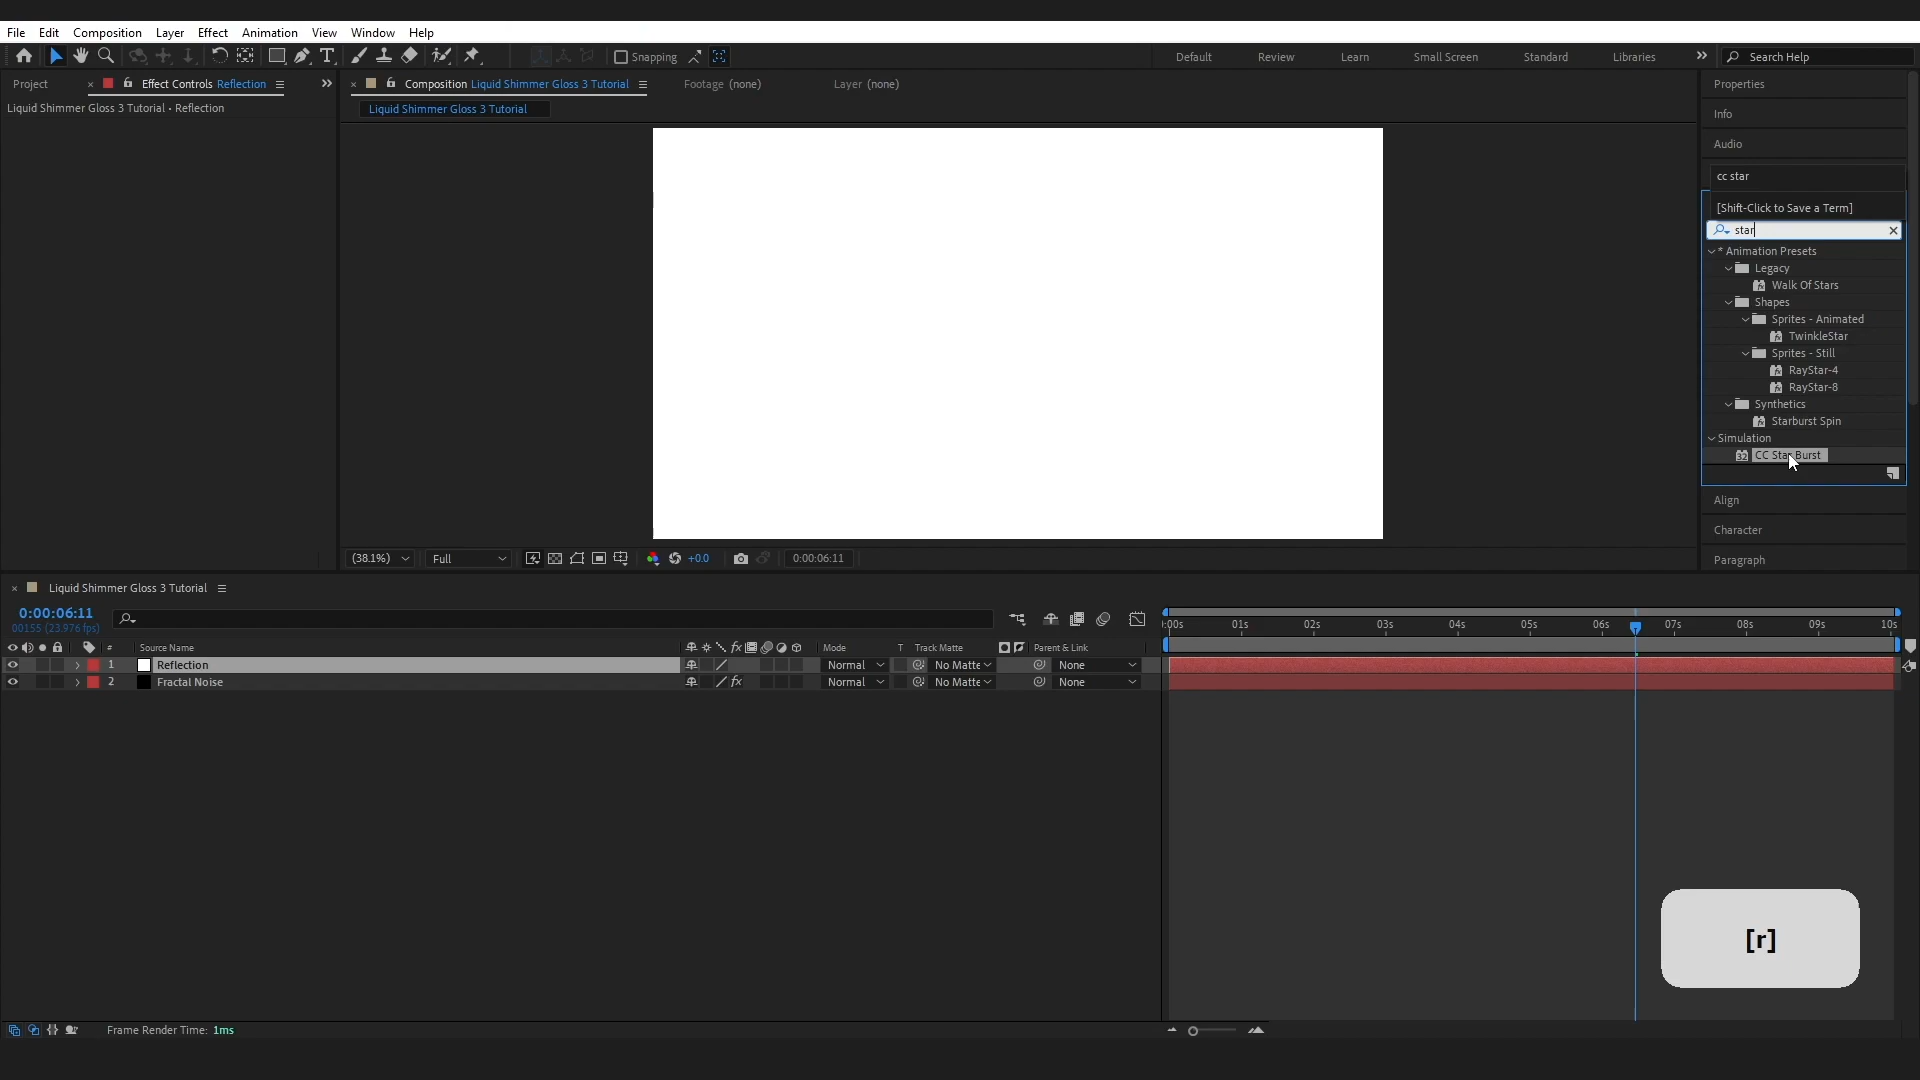 File Edit Composition Layer Effect Animation View Window Help
Snapping Default Review Learn Small Screen Standard Libraries Search Help
Project Effect Controls Reflection Composition Liquid Shimmer Gloss 3 Tutorial Footage (none) Layer (none) Properties
Liquid Shimmer Gloss 3 Tutorial • Reflection
Liquid Shimmer Gloss 3 Tutorial
Info
Audio
cc star
[Shift-Click to Save a Term]
star
* Animation Presets
Legacy
Walk Of Stars
Shapes
Sprites - Animated
TwinkleStar
Sprites - Still
RayStar-4
RayStar-8
Synthetics
Starburst Spin
Simulation
32 CC Star Burst
Align
Character
Paragraph
(38.1%) Full +0.0 0:00:06:11
Liquid Shimmer Gloss 3 Tutorial
0:00:06:11
00155 (23.976 fps)
:00s 01s 02s 03s 04s 05s 06s 07s 08s 09s 10s
# Source Name fx Mode T Track Matte Parent & Link
1 Reflection Normal No Matte None
2 Fractal Noise fx Normal No Matte None
[r]
Frame Render Time: 1ms